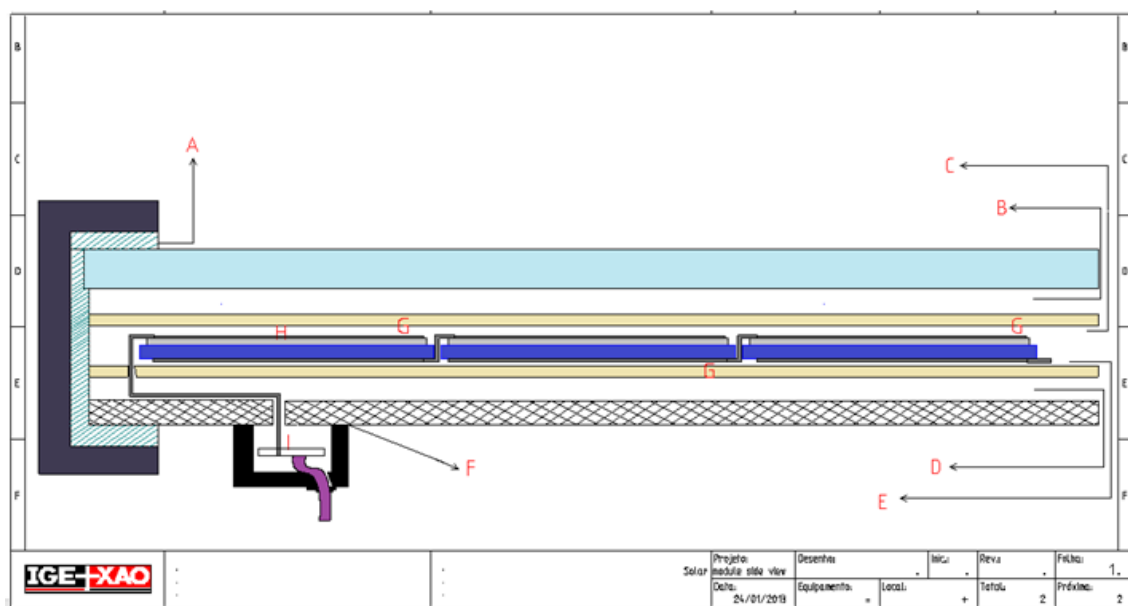 B
B
A
C
C
C
B
D
D
H
G
G
G
E
E
I
F
D
E
F
F
IGE+XAO
Projeto:
Solar module side view
Desenho:
Inic.:
Rev.:
Folha:
1
Data:
24/01/2013
Equipamento:
=
Local:
+
Total:
2
Próxima:
2